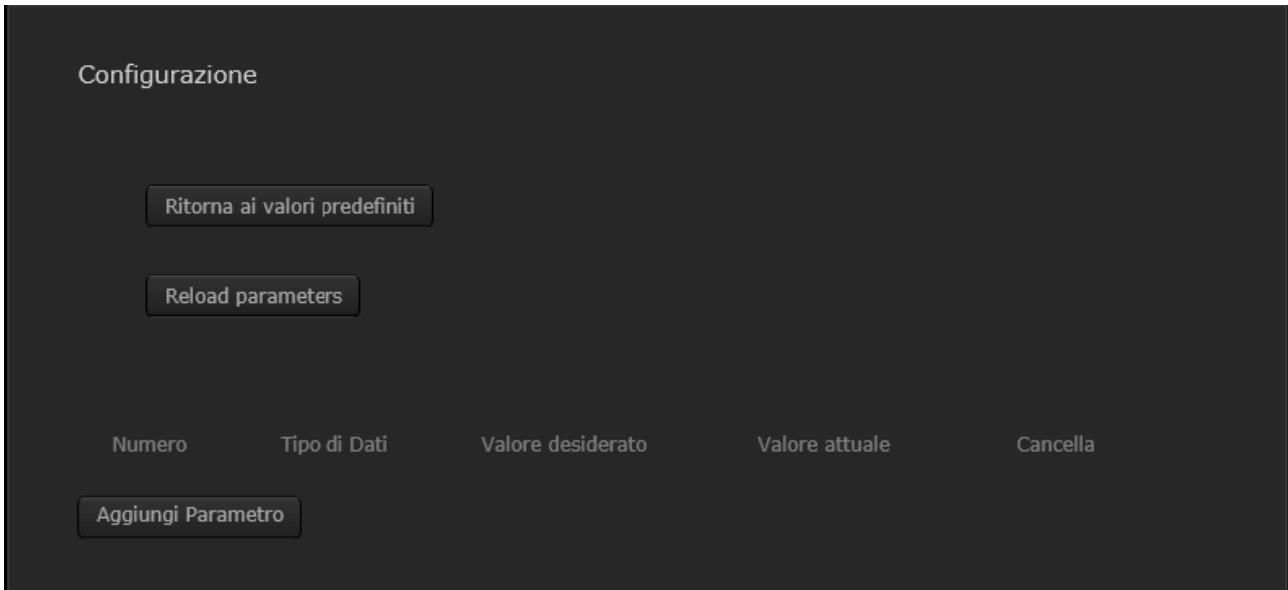 Configurazione
Ritorna ai valori predefiniti
Reload parameters
Numero Tipo di Dati Valore desiderato Valore attuale Cancella
Aggiungi Parametro